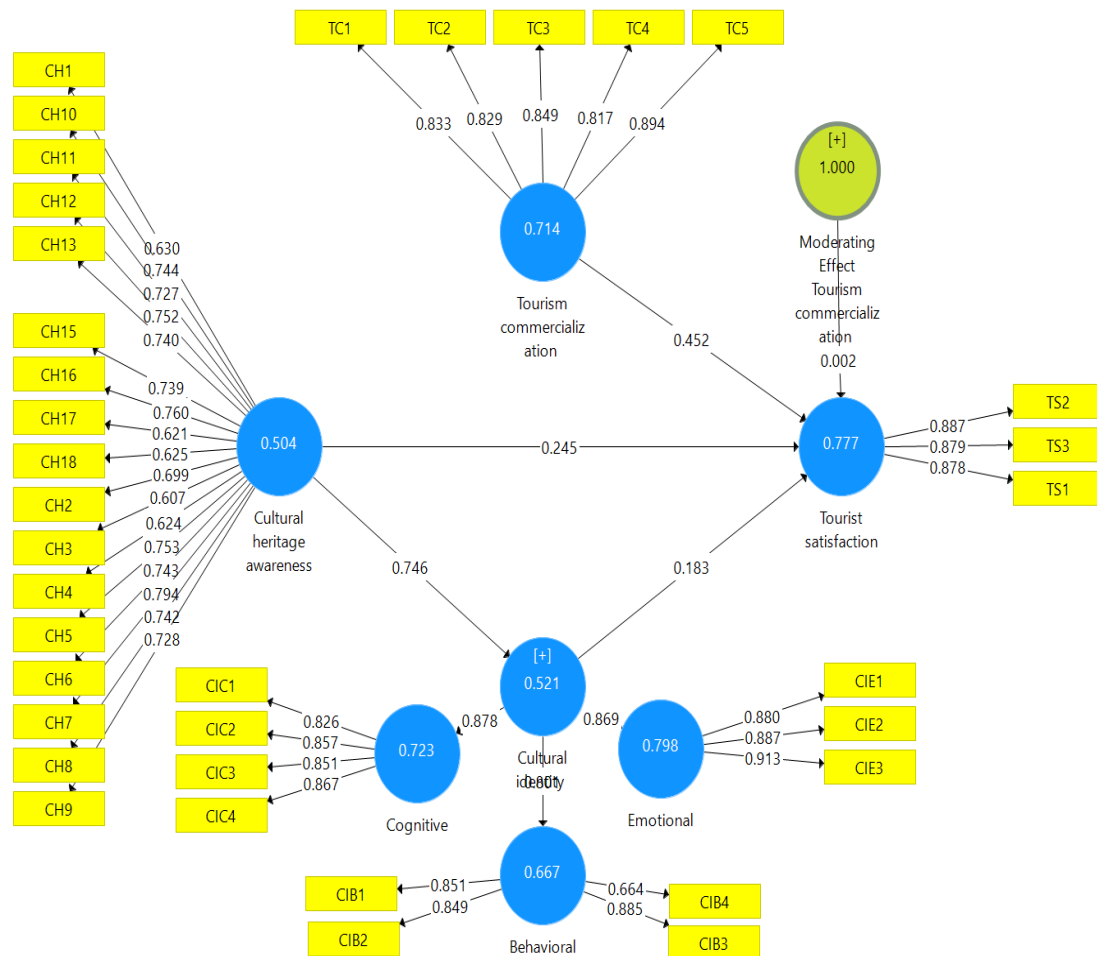 TC1 TC2 TC3 TC4 TC5
0.833 0.829 0.849 0.817 0.894
0.714
Tourism
commercializ
ation
[+]
1.000
Moderating
Effect
Tourism
commercializ
ation
0.002
CH1
CH10
CH11
CH12
CH13
CH15
CH16
CH17
CH18
CH2
CH3
CH4
CH5
CH6
CH7
CH8
CH9
0.630
0.744
0.727
0.752
0.740
0.739
0.760
0.621
0.625
0.699
0.607
0.624
0.753
0.743
0.794
0.742
0.728
0.504
Cultural
heritage
awareness
0.452
0.245
0.746
0.183
0.777
Tourist
satisfaction
0.887
0.879
0.878
TS2
TS3
TS1
[+]
0.521
Cultural
identity
0.878
0.869
0.801
CIC1
CIC2
CIC3
CIC4
0.826
0.857
0.851
0.867
0.723
Cognitive
0.798
Emotional
0.880
0.887
0.913
CIE1
CIE2
CIE3
0.667
Behavioral
CIB1
CIB2
0.851
0.849
0.664
0.885
CIB4
CIB3